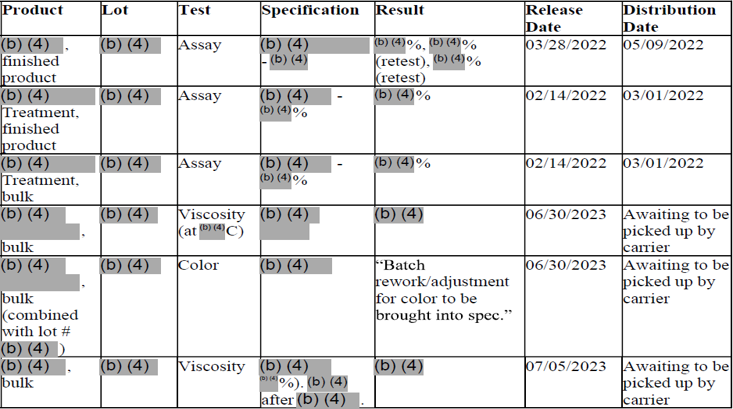 Product Lot Test Specification Result Release Date Distribution Date
(b) (4) , finished product (b) (4) Assay (b) (4) - (b) (4) (b) (4)%, (b) (4)% (retest), (b) (4)% (retest) 03/28/2022 05/09/2022
(b) (4) Treatment, finished product (b) (4) Assay (b) (4) - (b) (4)% (b) (4)% 02/14/2022 03/01/2022
(b) (4) Treatment, bulk (b) (4) Assay (b) (4) - (b) (4)% (b) (4)% 02/14/2022 03/01/2022
(b) (4) , bulk (b) (4) Viscosity (at (b) (4)C) (b) (4) (b) (4) 06/30/2023 Awaiting to be picked up by carrier
(b) (4) , bulk (combined with lot # (b) (4) ) (b) (4) Color (b) (4) “Batch rework/adjustment for color to be brought into spec.” 06/30/2023 Awaiting to be picked up by carrier
(b) (4) , bulk (b) (4) Viscosity (b) (4) (b) (4)%). (b) (4) after (b) (4) . (b) (4) 07/05/2023 Awaiting to be picked up by carrier